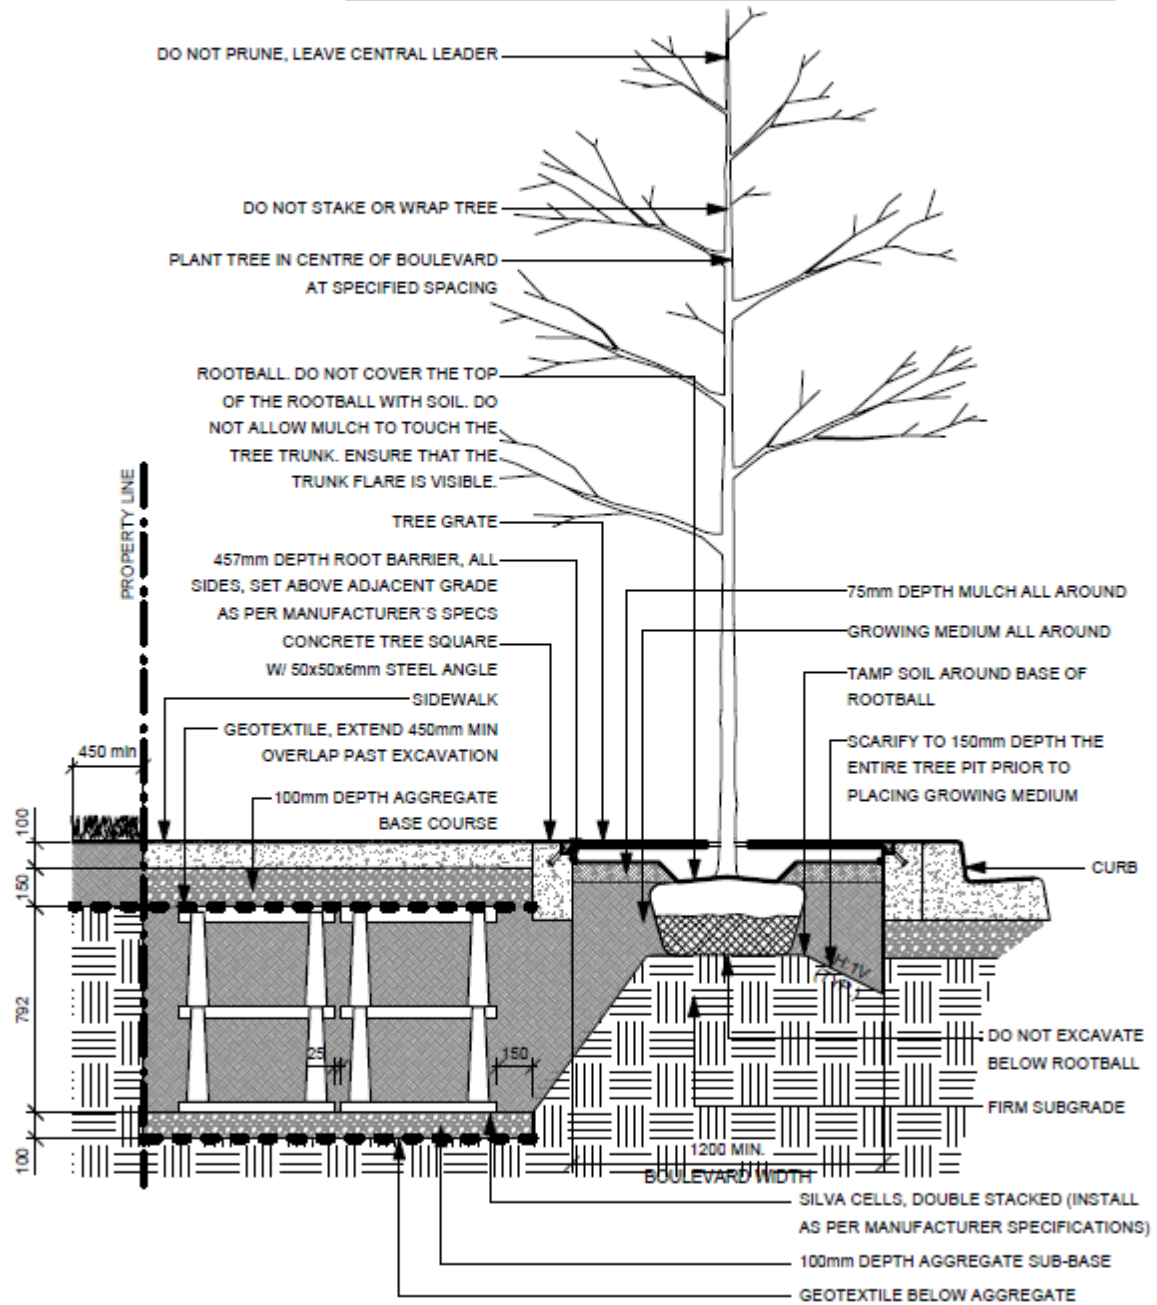 DO NOT PRUNE, LEAVE CENTRAL LEADER
DO NOT STAKE OR WRAP TREE
PLANT TREE IN CENTRE OF BOULEVARD
AT SPECIFIED SPACING
ROOTBALL. DO NOT COVER THE TOP
OF THE ROOTBALL WITH SOIL. DO
NOT ALLOW MULCH TO TOUCH THE
TREE TRUNK. ENSURE THAT THE
TRUNK FLARE IS VISIBLE.
TREE GRATE
457mm DEPTH ROOT BARRIER, ALL
SIDES, SET ABOVE ADJACENT GRADE
AS PER MANUFACTURER´S SPECS
CONCRETE TREE SQUARE
W/ 50x50x6mm STEEL ANGLE
SIDEWALK
GEOTEXTILE, EXTEND 450mm MIN
OVERLAP PAST EXCAVATION
100mm DEPTH AGGREGATE
BASE COURSE
PROPERTY LINE
450 min
100
150
792
100
25
150
75mm DEPTH MULCH ALL AROUND
GROWING MEDIUM ALL AROUND
TAMP SOIL AROUND BASE OF
ROOTBALL
SCARIFY TO 150mm DEPTH THE
ENTIRE TREE PIT PRIOR TO
PLACING GROWING MEDIUM
CURB
H:1V
(TYP.)
DO NOT EXCAVATE
BELOW ROOTBALL
FIRM SUBGRADE
1200 MIN.
BOULEVARD WIDTH
SILVA CELLS, DOUBLE STACKED (INSTALL
AS PER MANUFACTURER SPECIFICATIONS)
100mm DEPTH AGGREGATE SUB-BASE
GEOTEXTILE BELOW AGGREGATE